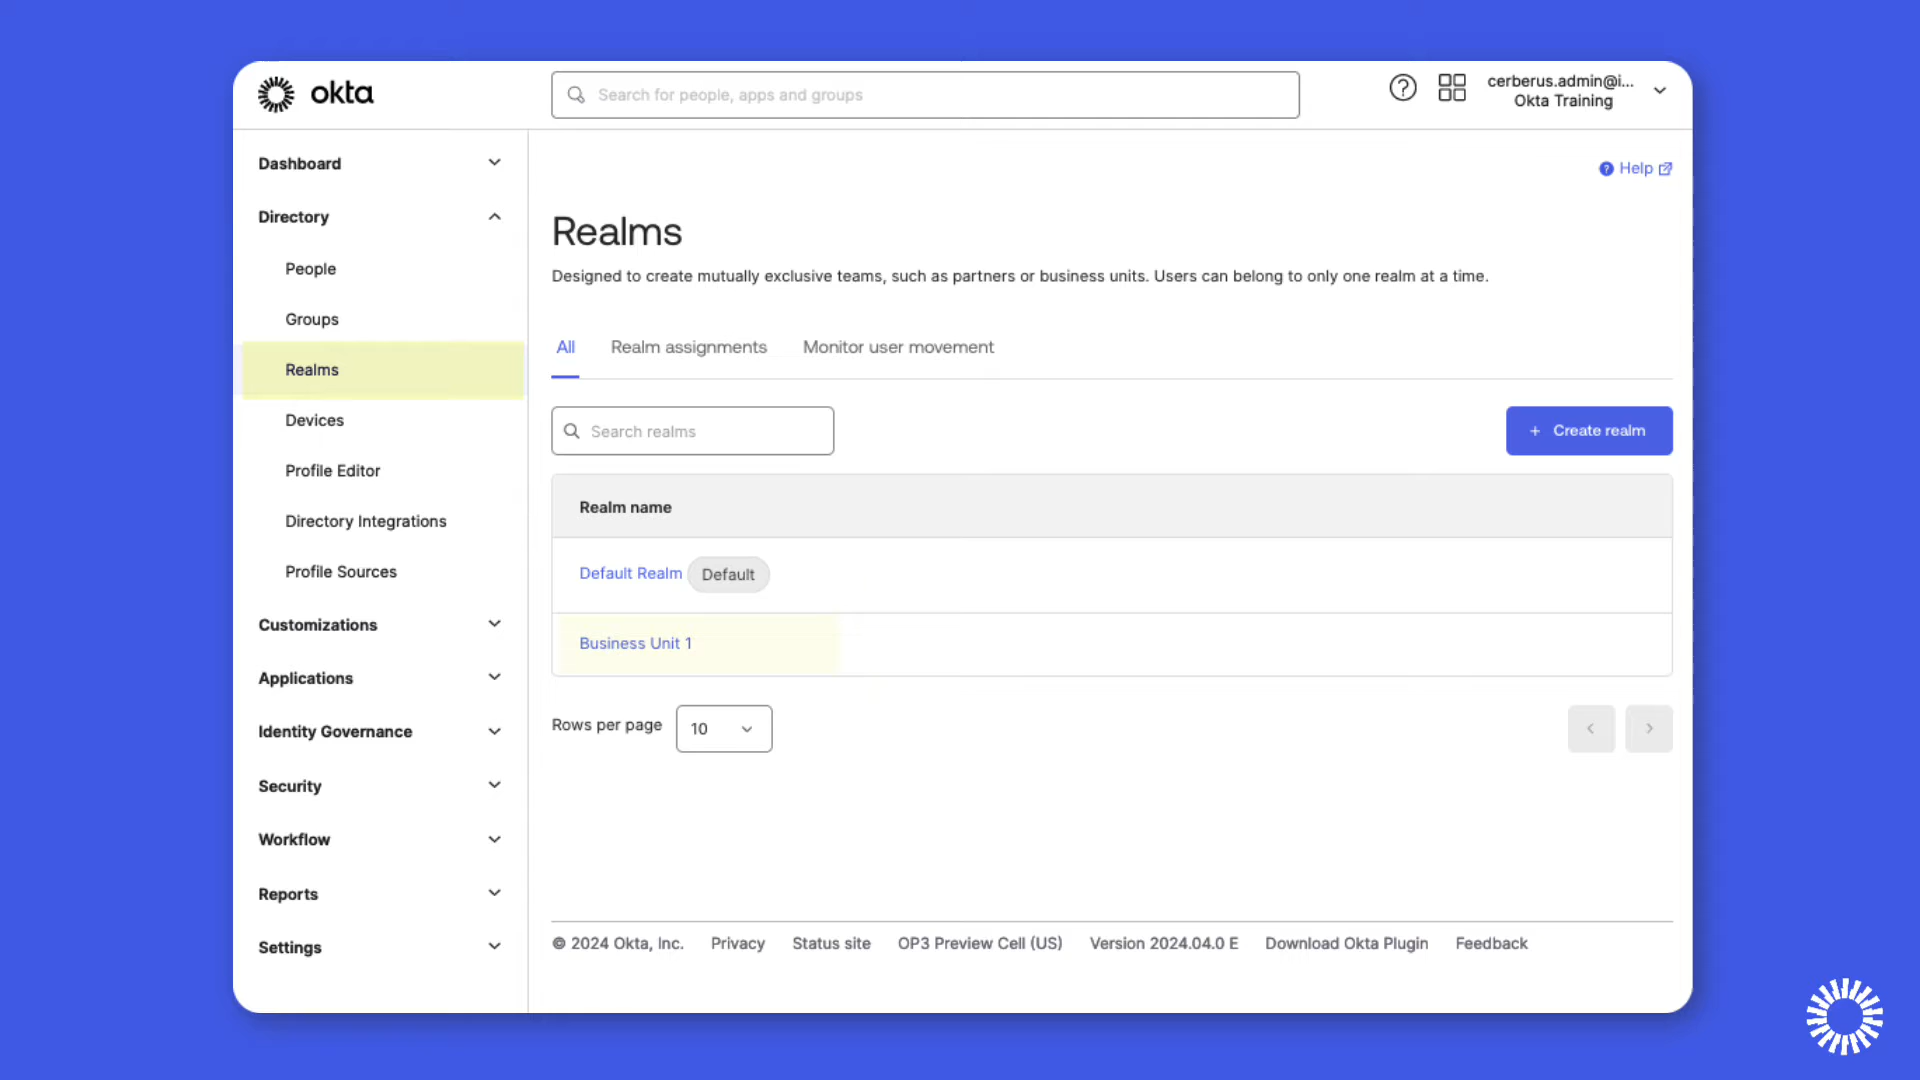 okta
Search for people, apps and groups
cerberus.admin@i...
Okta Training
Dashboard
Directory
People
Groups
Realms
Devices
Profile Editor
Directory Integrations
Profile Sources
Customizations
Applications
Identity Governance
Security
Workflow
Reports
Settings
Help
Realms
Designed to create mutually exclusive teams, such as partners or business units. Users can belong to only one realm at a time.
All Realm assignments Monitor user movement
Search realms
+ Create realm
Realm name
Default Realm Default
Business Unit 1
Rows per page 10
© 2024 Okta, Inc. Privacy Status site OP3 Preview Cell (US) Version 2024.04.0 E Download Okta Plugin Feedback